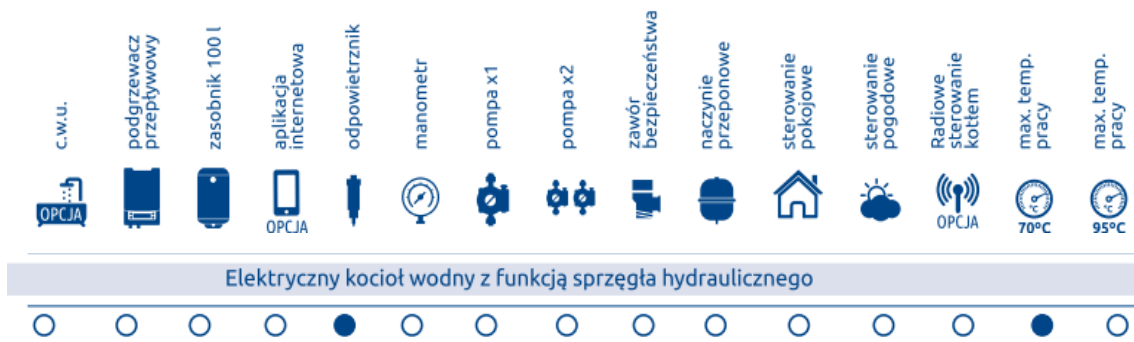 c.w.u.
podgrzewacz
przepływowy
zasobnik 100 l
aplikacja
internetowa
odpowietrznik
manometr
pompa x1
pompa x2
zawór
bezpieczeństwa
naczynie
przeponowe
sterowanie
pokojowe
sterowanie
pogodowe
Radiowe
sterowanie
kotłem
max. temp.
pracy
max. temp.
pracy
OPCJA
OPCJA
OPCJA
°C
70°C
°C
95°C
Elektryczny kocioł wodny z funkcją sprzęgła hydraulicznego